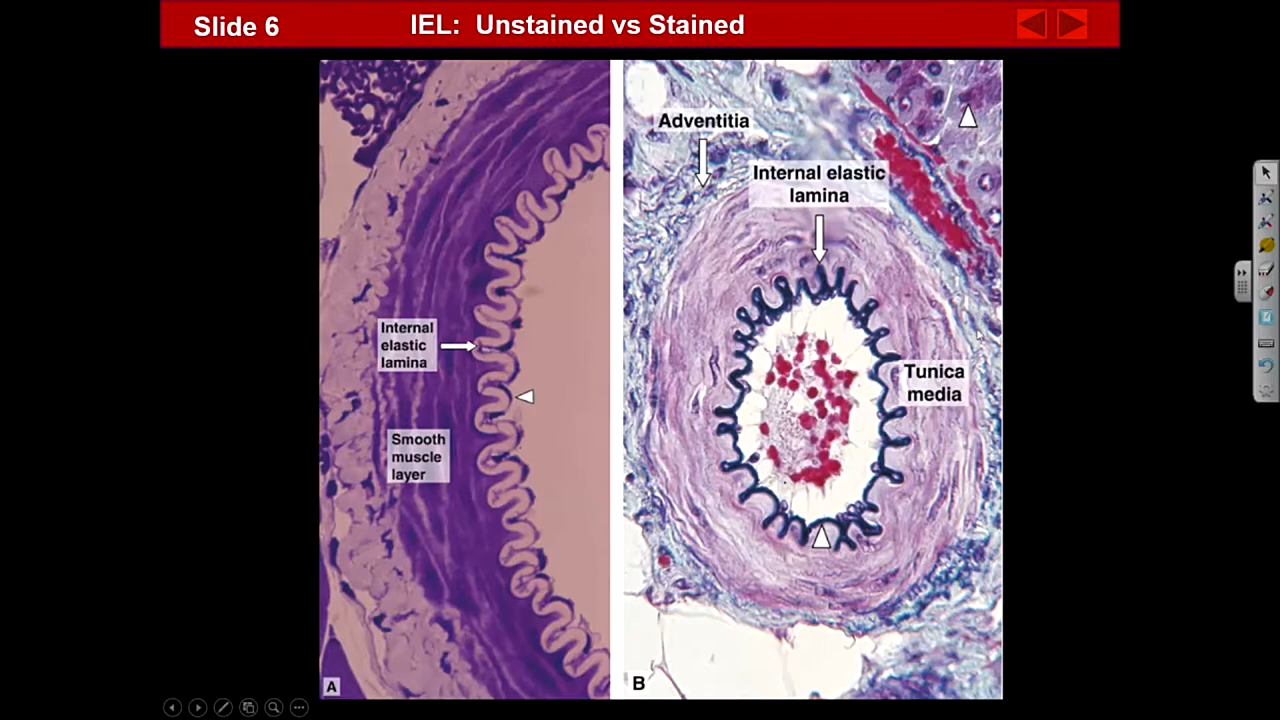 Slide 6
IEL: Unstained vs Stained
Internal
elastic
lamina
Smooth
muscle
layer
A
Adventitia
Internal elastic
lamina
Tunica
media
B